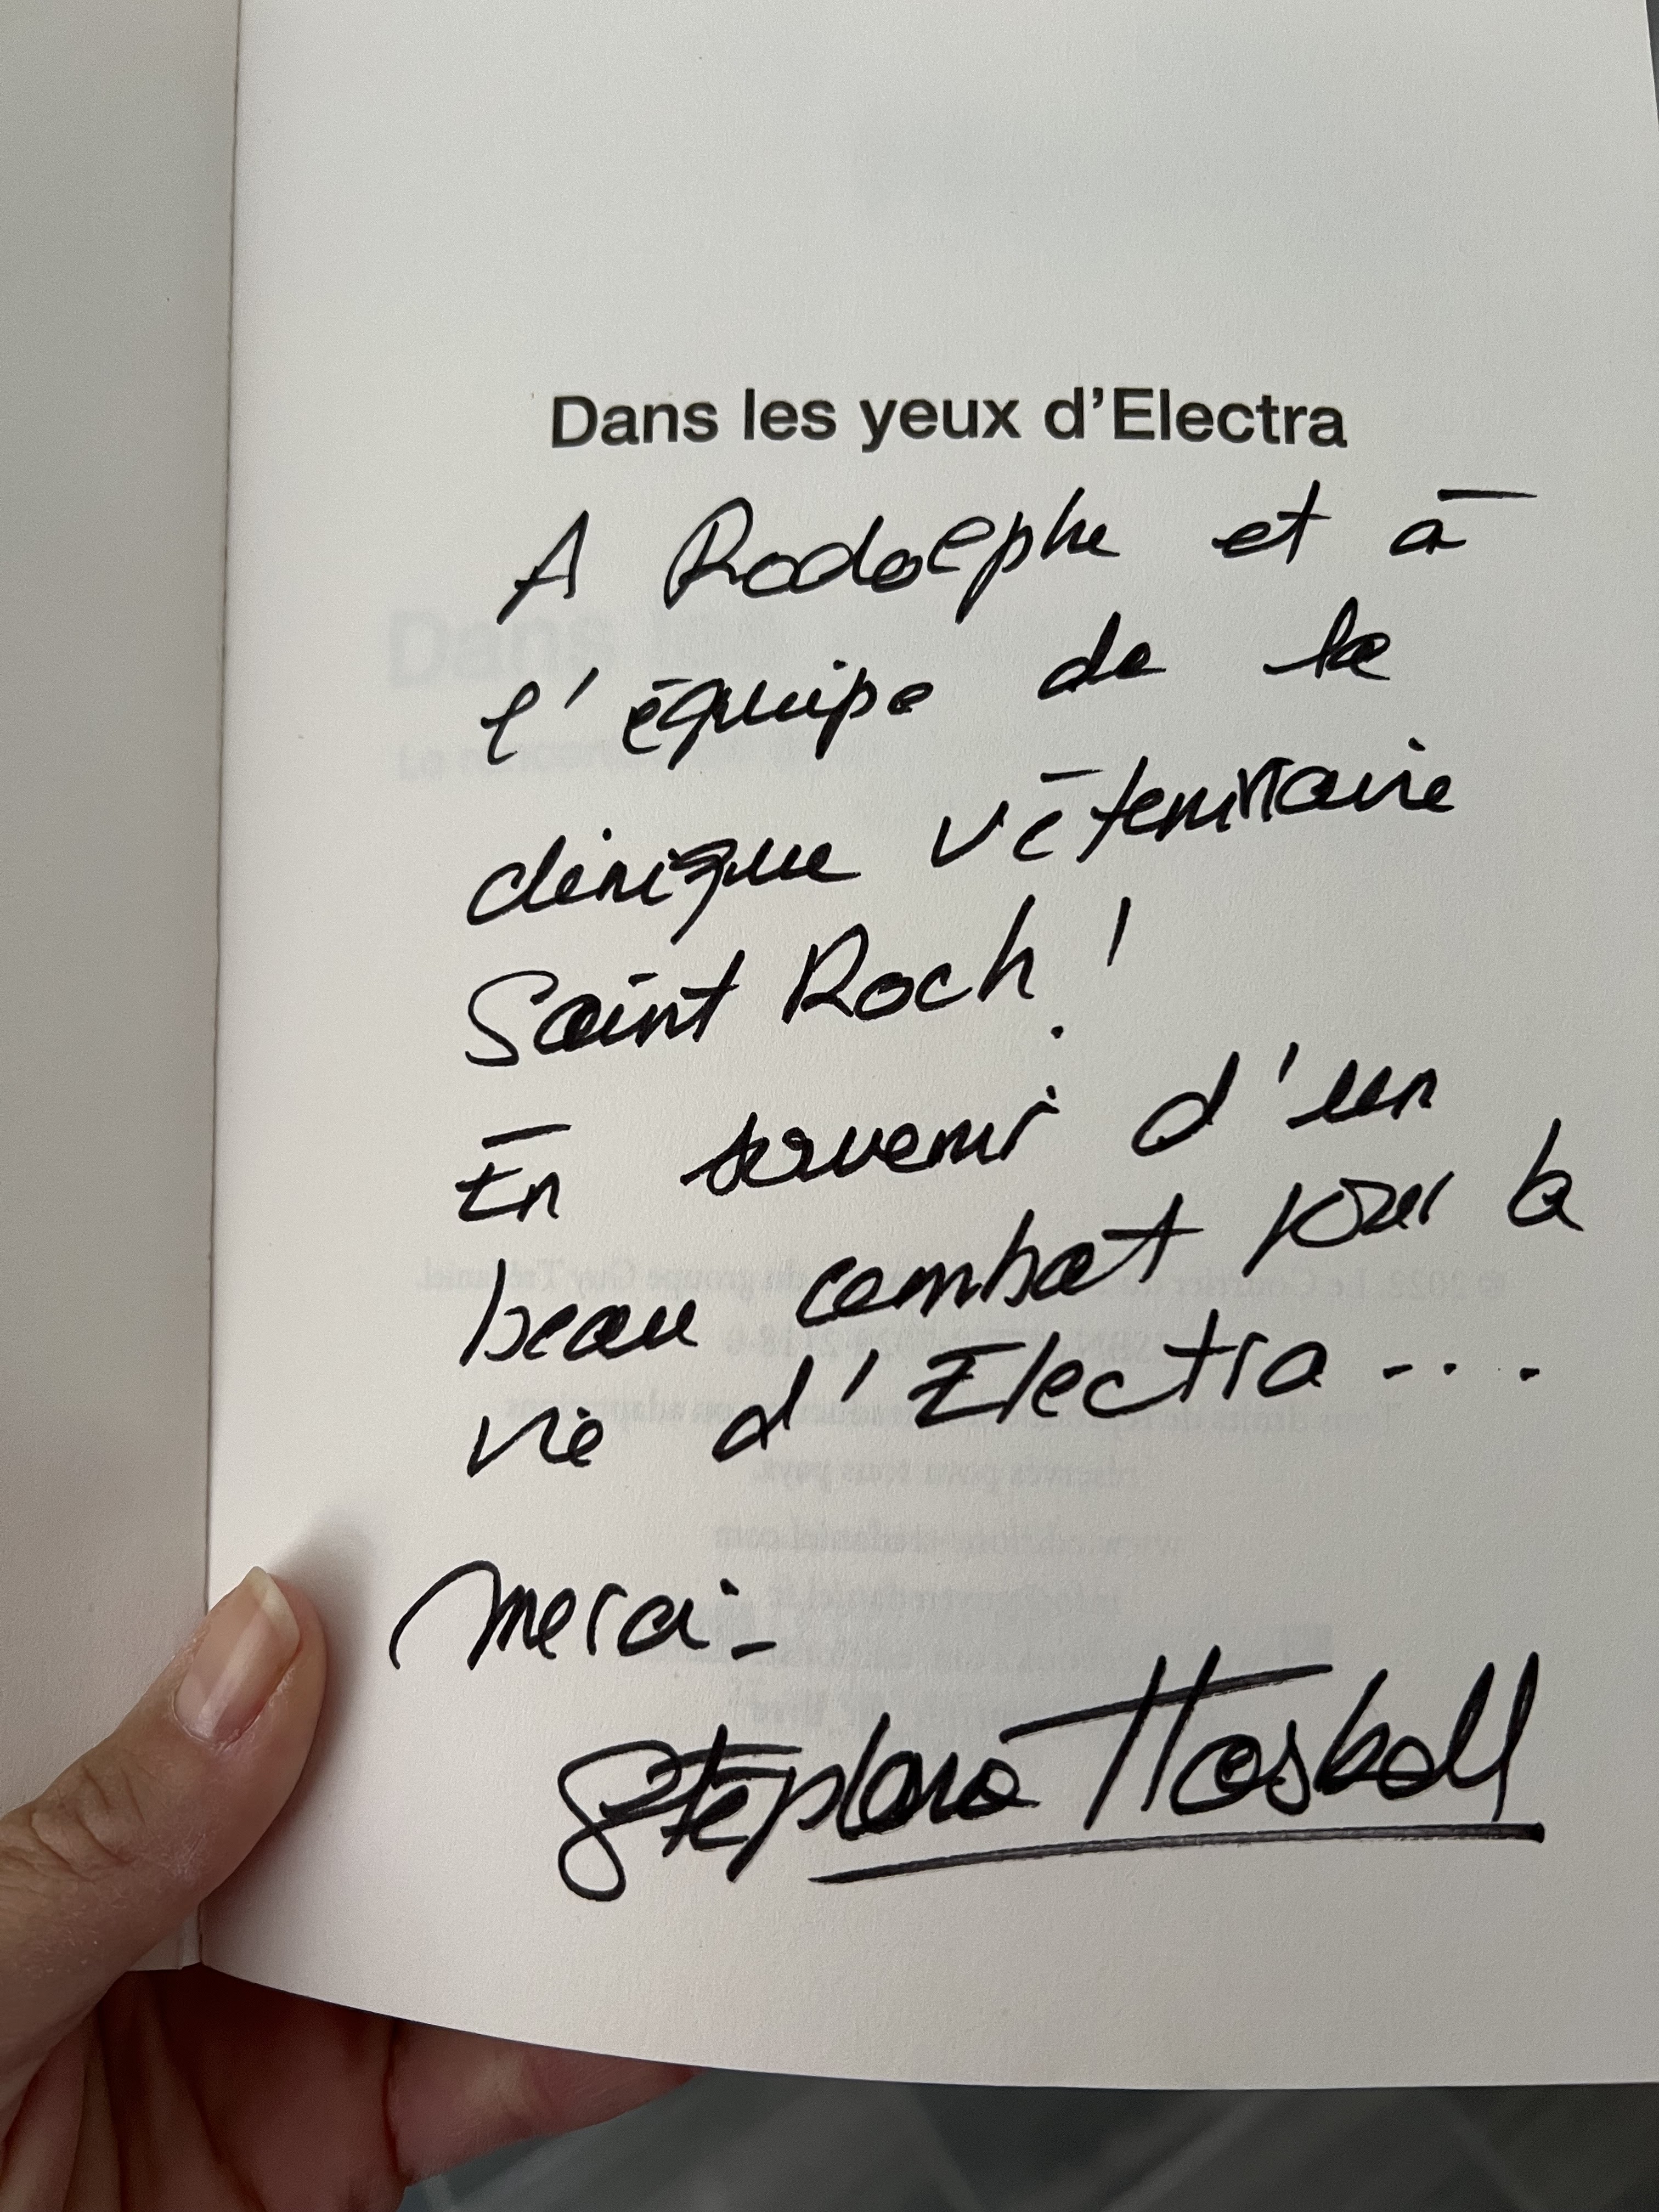 Dans les yeux d'Electra
A Rodolphe et à
l'équipe de la
clinique vétérinaire
Saint Roch !
En souvenir d'un
beau combat pour la
vie d'Electra ....
merci -
Stéphane Haskell